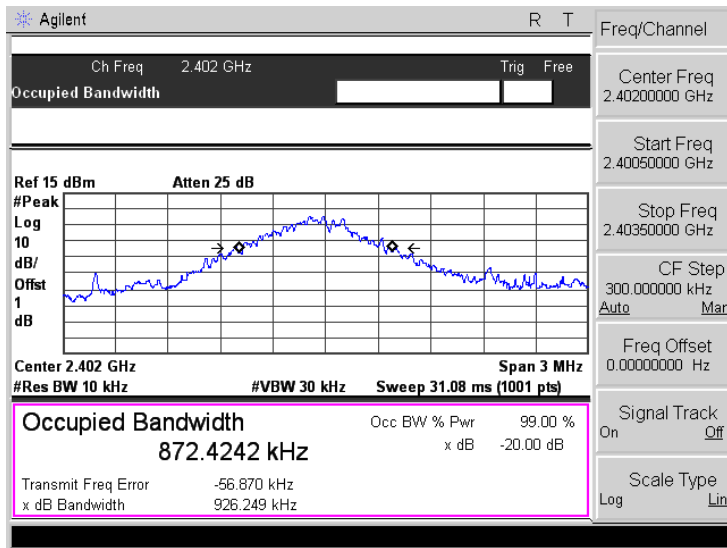 Agilent R T
Freq/Channel
Ch Freq 2.402 GHz Trig Free
Occupied Bandwidth
Center Freq
2.40200000 GHz
Start Freq
2.40050000 GHz
Stop Freq
2.40350000 GHz
CF Step
300.000000 kHz
Auto Man
Freq Offset
0.00000000 Hz
Signal Track
On Off
Scale Type
Log Lin
Ref 15 dBm Atten 25 dB
#Peak
Log
10
dB/
Offst
1
dB
Center 2.402 GHz Span 3 MHz
#Res BW 10 kHz #VBW 30 kHz Sweep 31.08 ms (1001 pts)
Occupied Bandwidth
872.4242 kHz
Occ BW % Pwr 99.00 %
x dB -20.00 dB
Transmit Freq Error -56.870 kHz
x dB Bandwidth 926.249 kHz